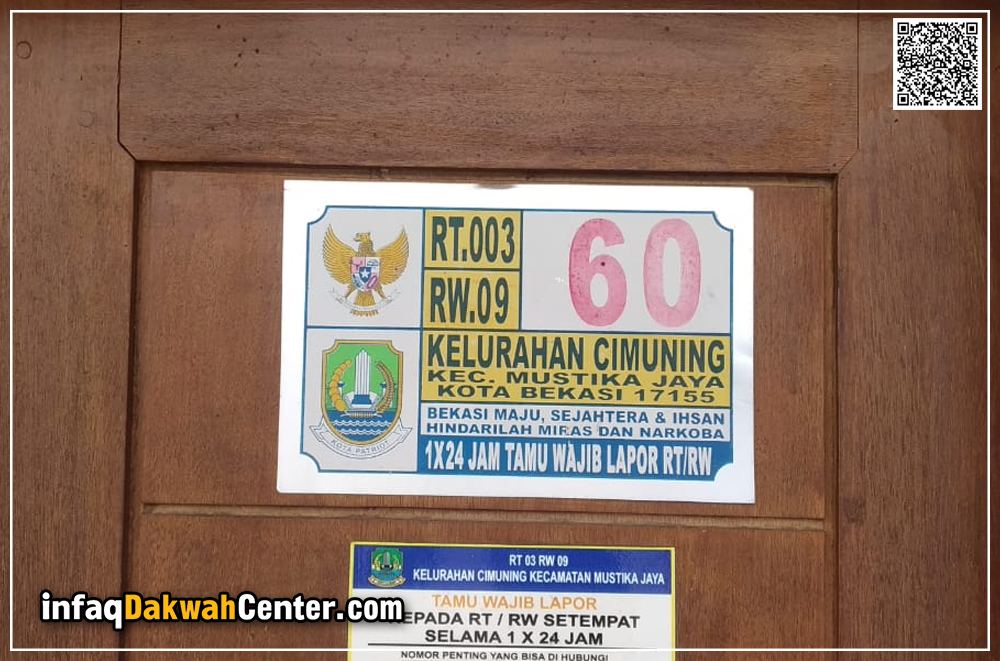 RT.003
RW.09
60
KELURAHAN CIMUNING
KEC. MUSTIKA JAYA
KOTA BEKASI 17155
BEKASI MAJU, SEJAHTERA & IHSAN
HINDARILAH MIRAS DAN NARKOBA
1X24 JAM TAMU WAJIB LAPOR RT/RW
KOTA PATRIOT
RT 03 RW 09
KELURAHAN CIMUNING KECAMATAN MUSTIKA JAYA
TAMU WAJIB LAPOR
EPADA RT / RW SETEMPAT
SELAMA 1 X 24 JAM
NOMOR PENTING YANG BISA DI HUBUNGI
infaqDakwahCenter.com